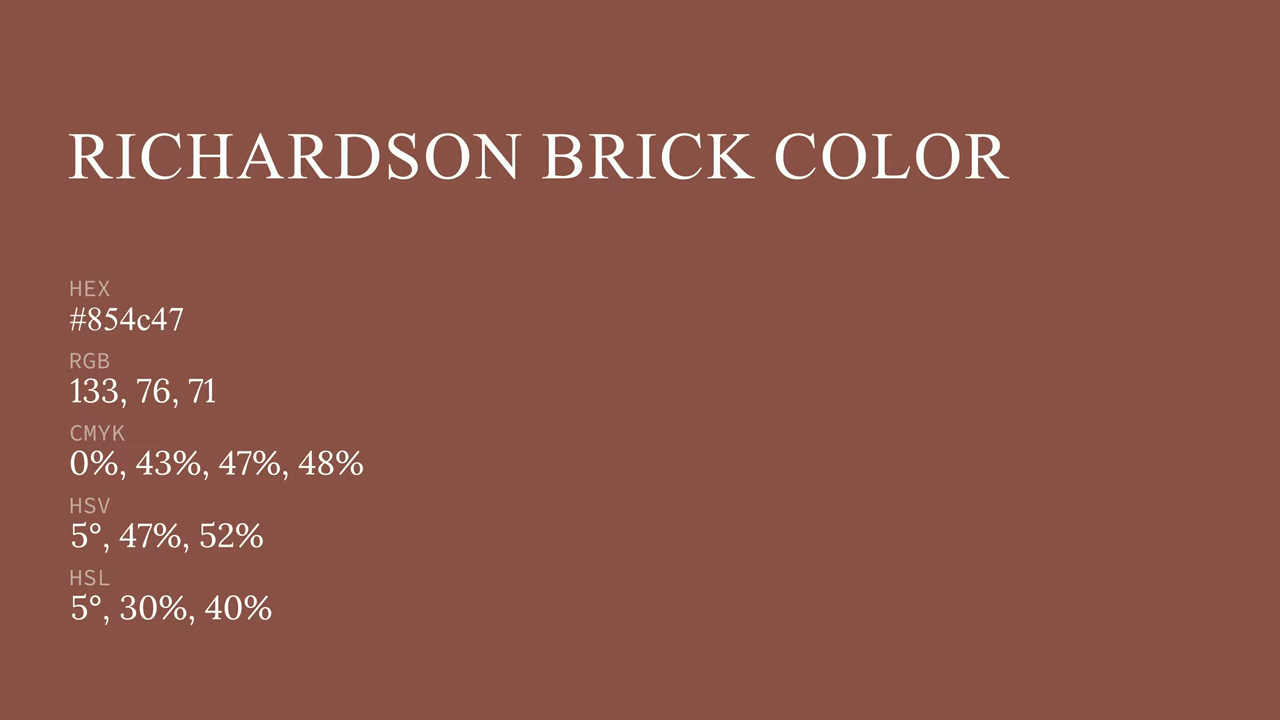 RICHARDSON BRICK COLOR
HEX
#854c47
RGB
133, 76, 71
CMYK
0%, 43%, 47%, 48%
HSV
5°, 47%, 52%
HSL
5°, 30%, 40%